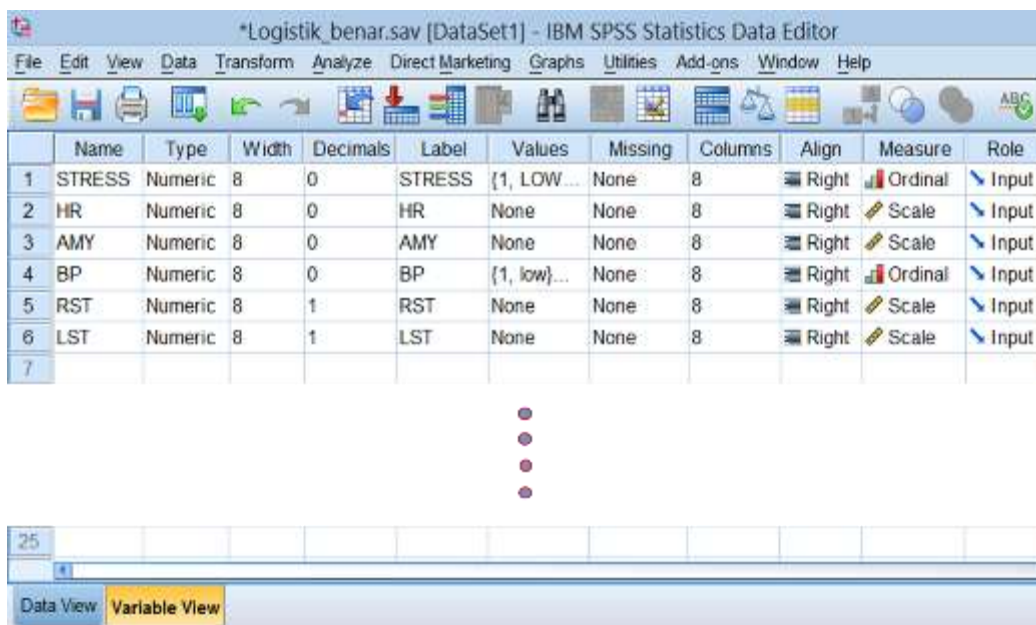 *Logistik_benar.sav [DataSet1] - IBM SPSS Statistics Data Editor
File Edit View Data Transform Analyze Direct Marketing Graphs Utilities Add-ons Window Help
ABC
Name Type Width Decimals Label Values Missing Columns Align Measure Role
1 STRESS Numeric 8 0 STRESS {1, LOW... None 8 Right Ordinal Input
2 HR Numeric 8 0 HR None None 8 Right Scale Input
3 AMY Numeric 8 0 AMY None None 8 Right Scale Input
4 BP Numeric 8 0 BP {1, low}... None 8 Right Ordinal Input
5 RST Numeric 8 1 RST None None 8 Right Scale Input
6 LST Numeric 8 1 LST None None 8 Right Scale Input
7
25
Data View Variable View